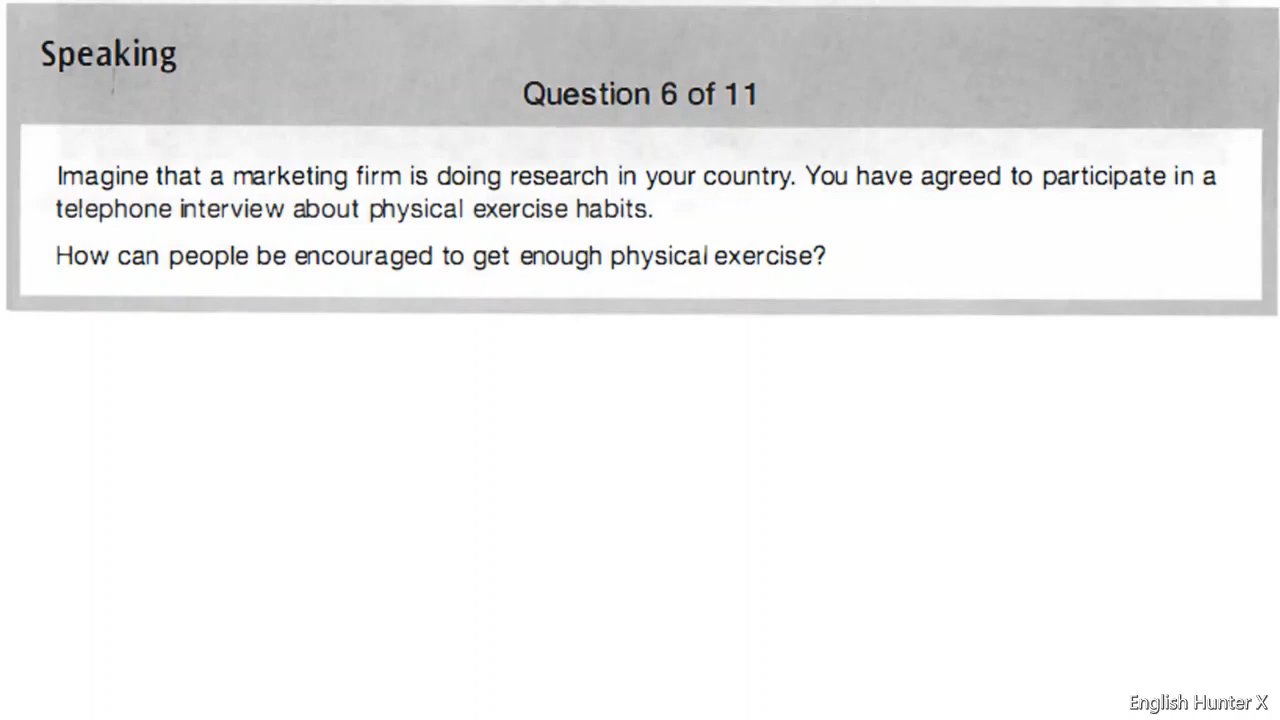 Speaking
Question 6 of 11
Imagine that a marketing firm is doing research in your country. You have agreed to participate in a
telephone interview about physical exercise habits.
How can people be encouraged to get enough physical exercise?
English Hunter X